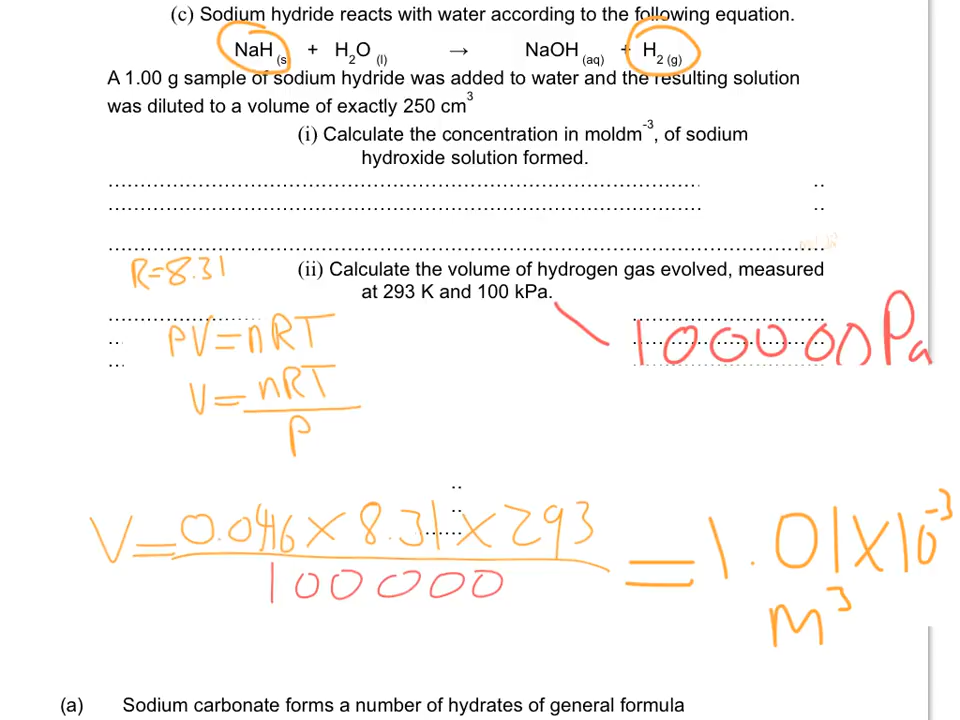 (c) Sodium hydride reacts with water according to the following equation.
NaH (s + H2O (l) → NaOH (aq) + H2 (g)
A 1.00 g sample of sodium hydride was added to water and the resulting solution
was diluted to a volume of exactly 250 cm3
(i) Calculate the concentration in moldm-3, of sodium
hydroxide solution formed.
R=8.31
(ii) Calculate the volume of hydrogen gas evolved, measured
at 293 K and 100 kPa.
100000Pa
PV=nRT
V=nRT
P
V=0.0416×8.31×293
100000
=1.01×10-3
m3
(a) Sodium carbonate forms a number of hydrates of general formula